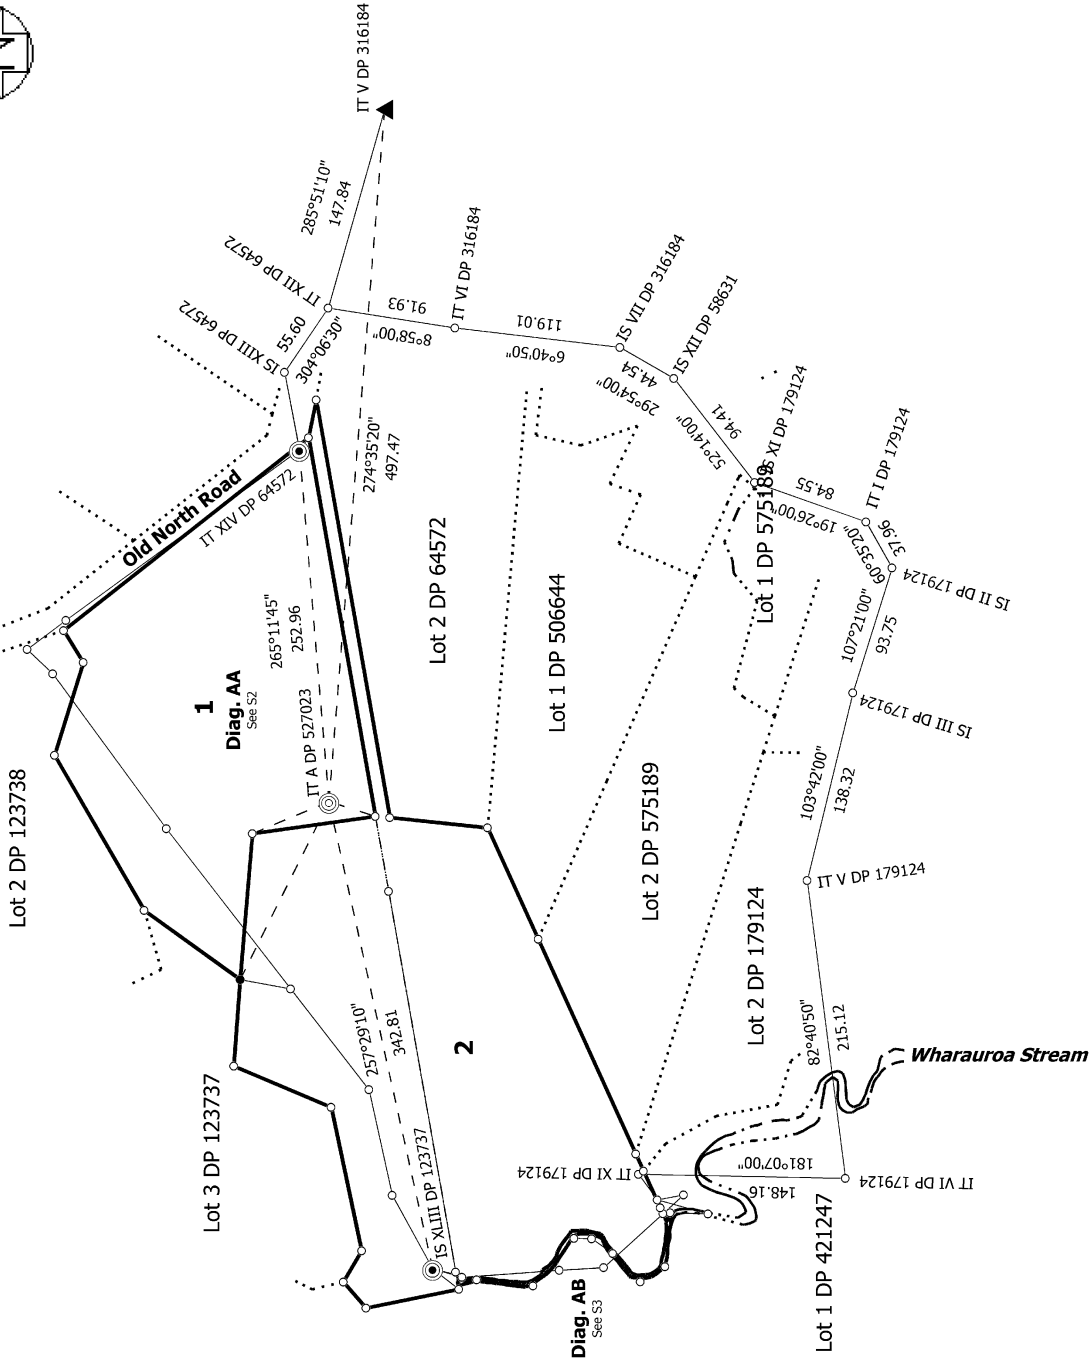 N
IT V DP 316184
285°51'10"
147.84
IT XII DP 64572
IS XIII DP 64572
55.60
304°06'30"
8°58'00"
91.93
IT VI DP 316184
6°40'50"
119.01
IS VII DP 316184
29°54'00"
44.54
IS XII DP 58631
52°14'00"
94.41
IS XI DP 179124
Lot 1 DP 575189
19°26'00"
84.55
IT I DP 179124
60°35'20"
37.96
IS II DP 179124
107°21'00"
93.75
IS III DP 179124
103°42'00"
138.32
IT V DP 179124
82°40'50"
215.12
IT VI DP 179124
181°07'00"
148.16
IT XI DP 179124
Old North Road
IT XIV DP 64572
274°35'20"
497.47
265°11'45"
252.96
IT A DP 527023
1
Diag. AA
See S2
Lot 2 DP 123738
Lot 2 DP 64572
Lot 1 DP 506644
Lot 2 DP 575189
Lot 2 DP 179124
Wharauroa Stream
257°29'10"
342.81
2
Lot 3 DP 123737
IS XLIII DP 123737
Diag. AB
See S3
Lot 1 DP 421247